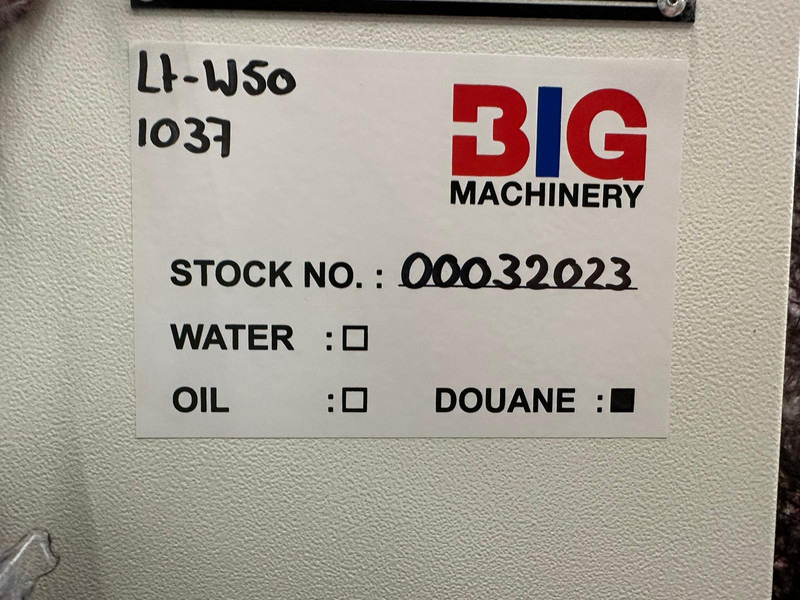 Lt-W50
1037
BIG
MACHINERY
STOCK NO. : 00032023
WATER : ☐
OIL : ☐ DOUANE : ■